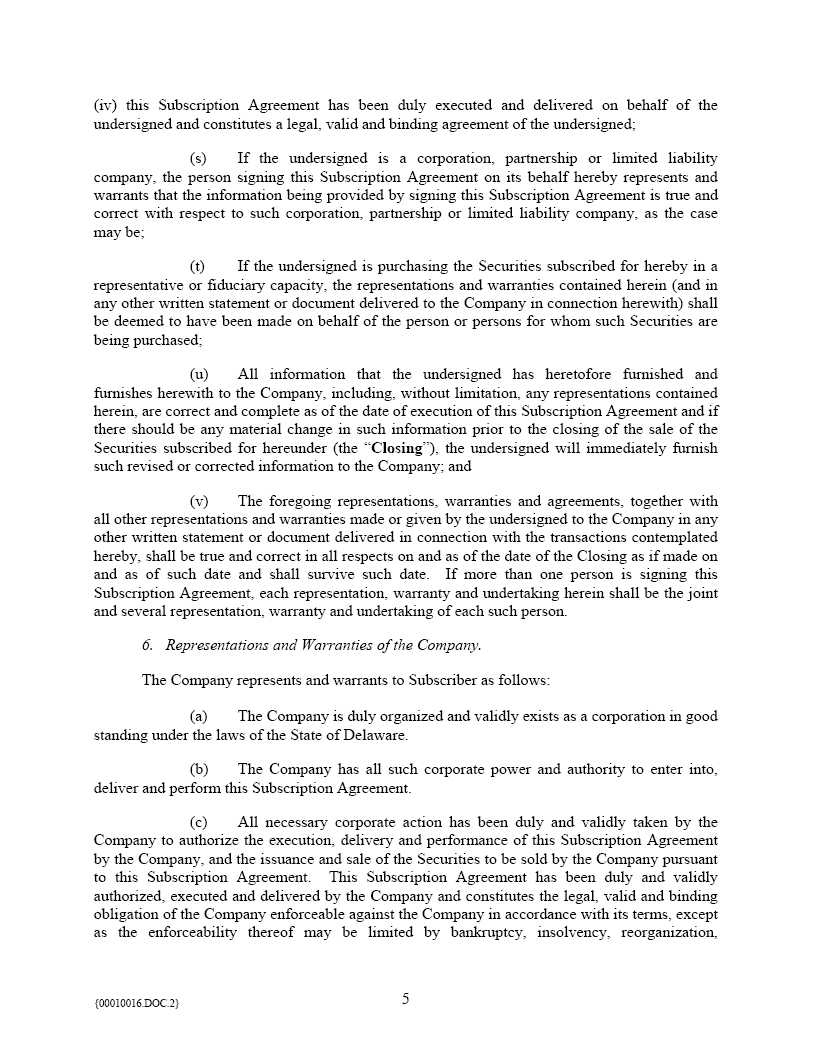 (iv) this Subscription Agreement has been duly executed and delivered on behalf of the
undersigned and constitutes a legal, valid and binding agreement of the undersigned;
(s) If the undersigned is a corporation, partnership or limited liability
company, the person signing this Subscription Agreement on its behalf hereby represents and
warrants that the information being provided by signing this Subscription Agreement is true and
correct with respect to such corporation, partnership or limited liability company, as the case
may be;
(t) If the undersigned is purchasing the Securities subscribed for hereby in a
representative or fiduciary capacity, the representations and warranties contained herein (and in
any other written statement or document delivered to the Company in connection herewith) shall
be deemed to have been made on behalf of the person or persons for whom such Securities are
being purchased;
(u) All information that the undersigned has heretofore furnished and
furnishes herewith to the Company, including, without limitation, any representations contained
herein, are correct and complete as of the date of execution of this Subscription Agreement and if
there should be any material change in such information prior to the closing of the sale of the
Securities subscribed for hereunder (the “Closing”), the undersigned will immediately furnish
such revised or corrected information to the Company; and
(v) The foregoing representations, warranties and agreements, together with
all other representations and warranties made or given by the undersigned to the Company in any
other written statement or document delivered in connection with the transactions contemplated
hereby, shall be true and correct in all respects on and as of the date of the Closing as if made on
and as of such date and shall survive such date. If more than one person is signing this
Subscription Agreement, each representation, warranty and undertaking herein shall be the joint
and several representation, warranty and undertaking of each such person.
6. Representations and Warranties of the Company.
The Company represents and warrants to Subscriber as follows:
(a) The Company is duly organized and validly exists as a corporation in good
standing under the laws of the State of Delaware.
(b) The Company has all such corporate power and authority to enter into,
deliver and perform this Subscription Agreement.
(c) All necessary corporate action has been duly and validly taken by the
Company to authorize the execution, delivery and performance of this Subscription Agreement
by the Company, and the issuance and sale of the Securities to be sold by the Company pursuant
to this Subscription Agreement. This Subscription Agreement has been duly and validly
authorized, executed and delivered by the Company and constitutes the legal, valid and binding
obligation of the Company enforceable against the Company in accordance with its terms, except
as the enforceability thereof may be limited by bankruptcy, insolvency, reorganization,
{00010016.DOC.2}
5